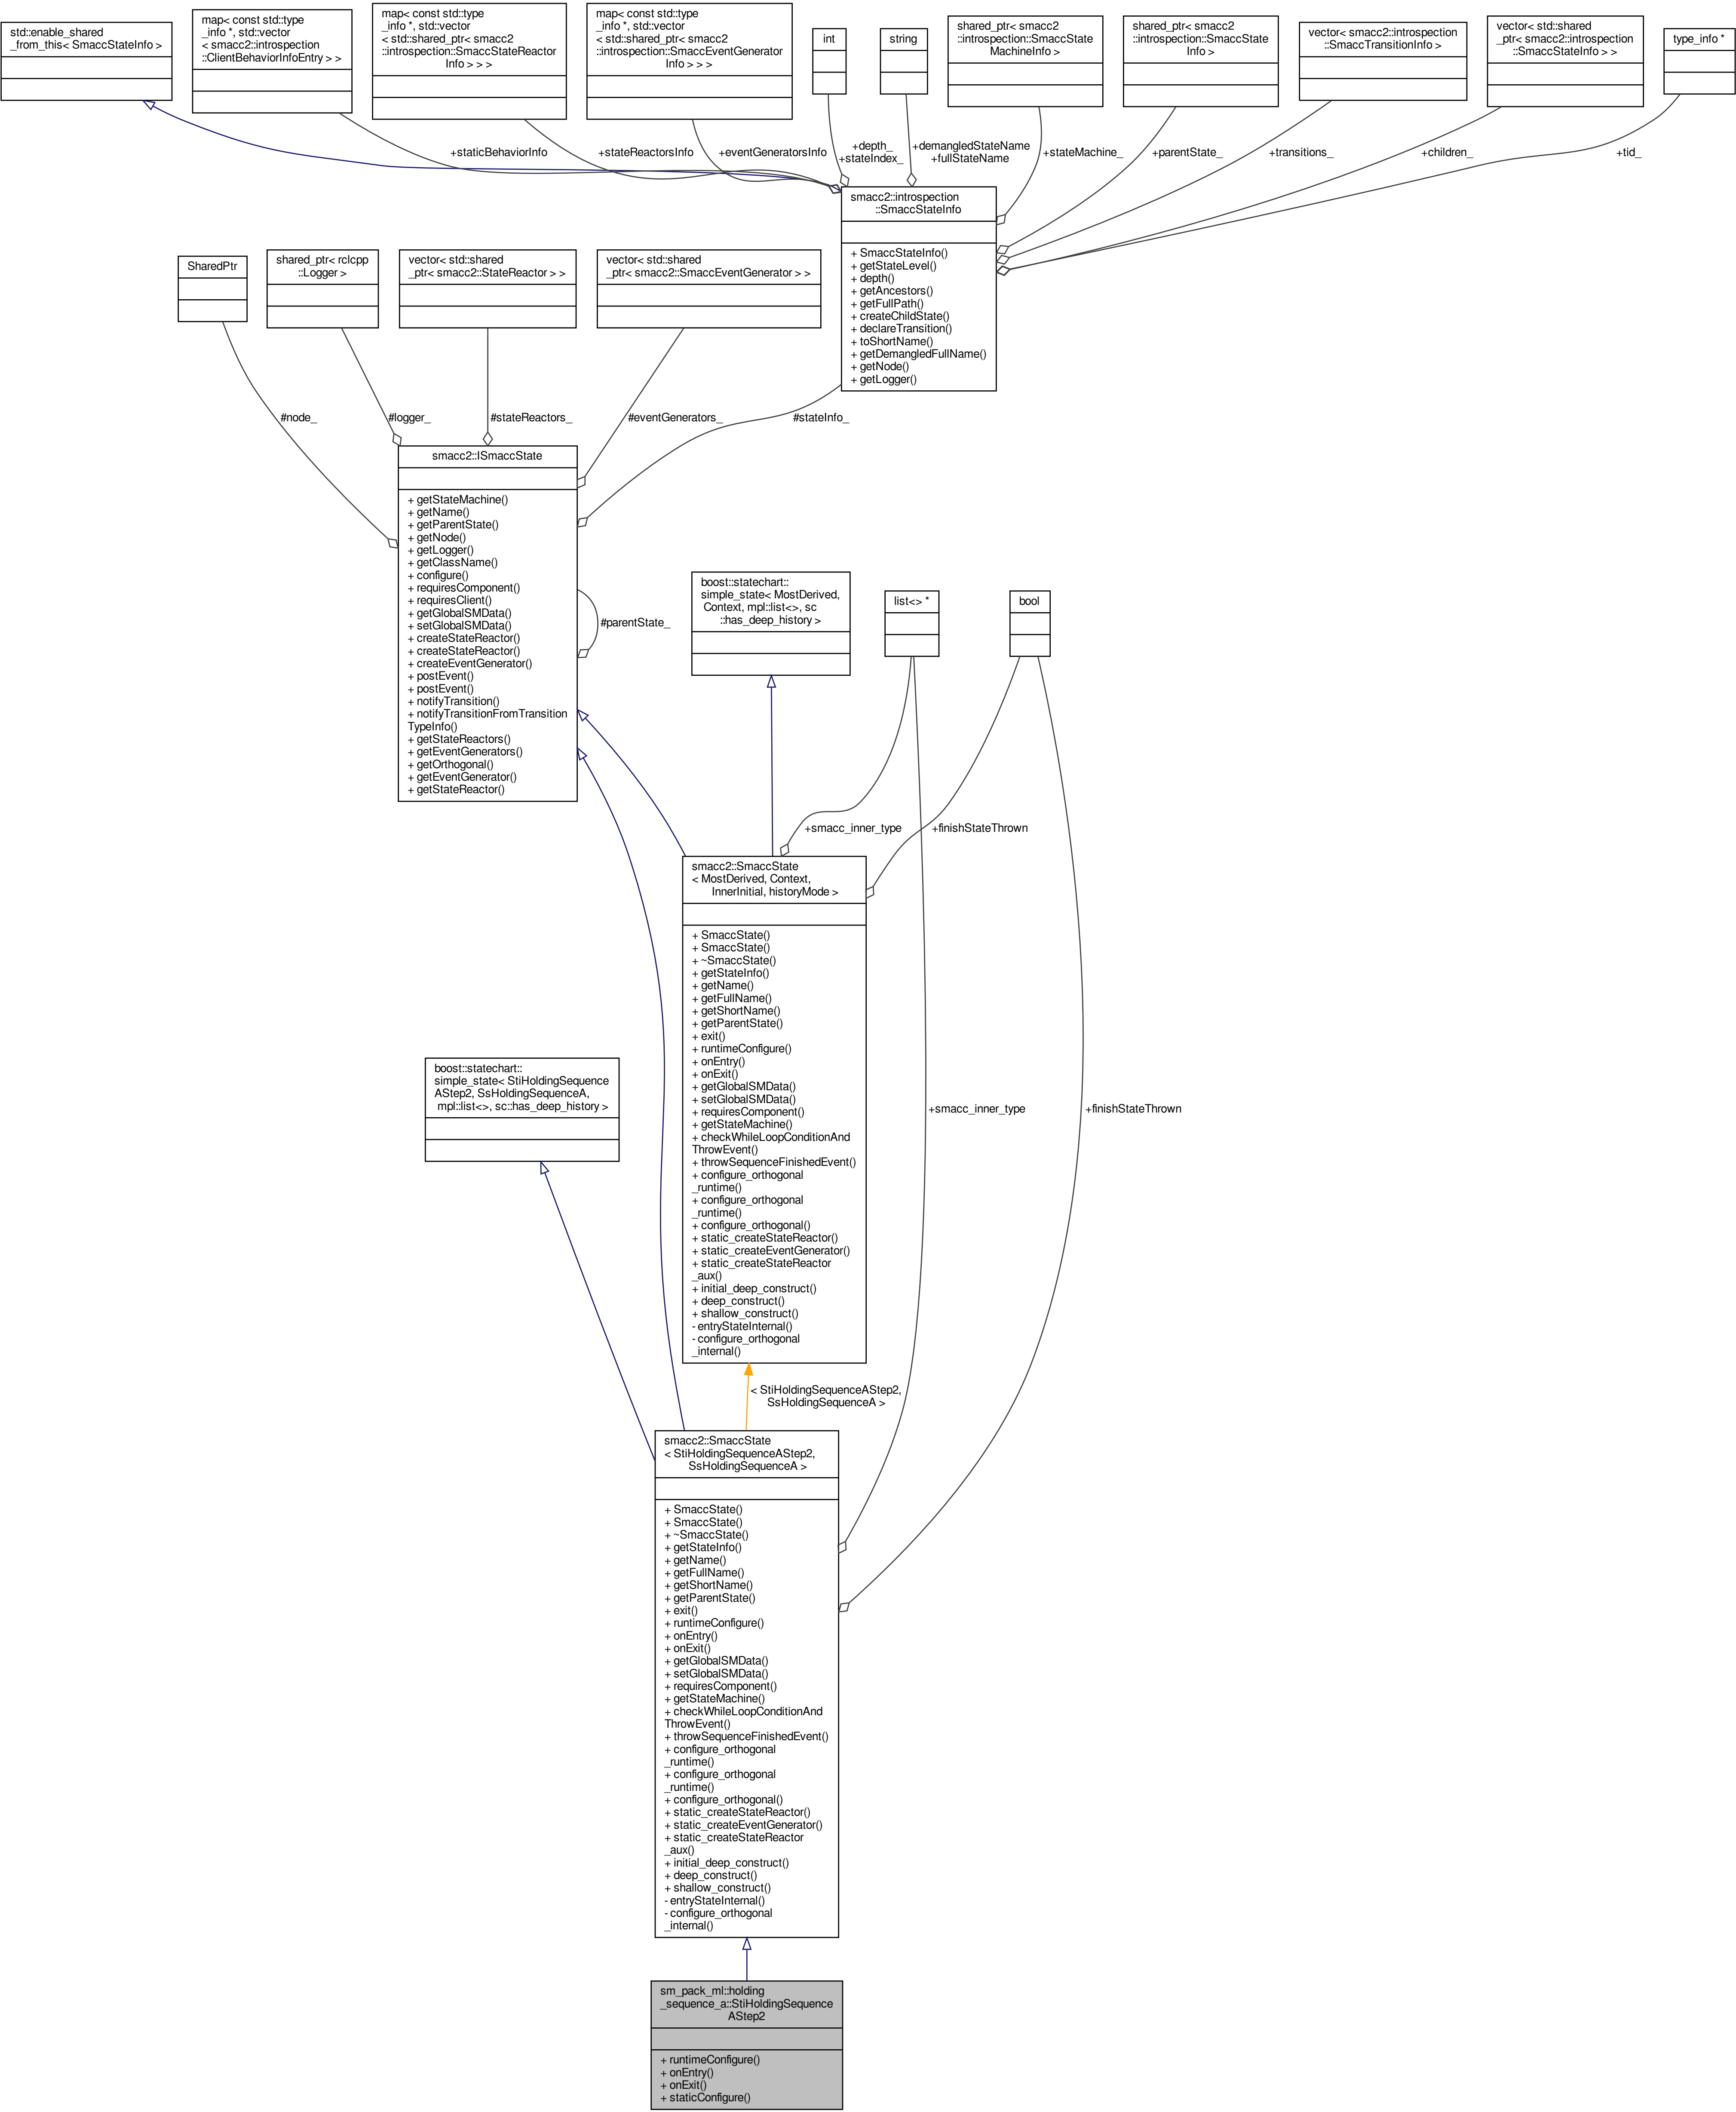 std::enable_shared
_from_this< SmaccStateInfo >
map< const std::type
_info *, std::vector
< smacc2::introspection
::ClientBehaviorInfoEntry > >
map< const std::type
_info *, std::vector
< std::shared_ptr< smacc2
::introspection::SmaccStateReactor
Info > > >
map< const std::type
_info *, std::vector
< std::shared_ptr< smacc2
::introspection::SmaccEventGenerator
Info > > >
int
string
shared_ptr< smacc2
::introspection::SmaccState
MachineInfo >
shared_ptr< smacc2
::introspection::SmaccState
Info >
vector< smacc2::introspection
::SmaccTransitionInfo >
vector< std::shared
_ptr< smacc2::introspection
::SmaccStateInfo > >
type_info *
+staticBehaviorInfo
+stateReactorsInfo
+eventGeneratorsInfo
+depth_
+stateIndex_
+demangledStateName
+fullStateName
+stateMachine_
+parentState_
+transitions_
+children_
+tid_
smacc2::introspection
::SmaccStateInfo
+ SmaccStateInfo()
+ getStateLevel()
+ depth()
+ getAncestors()
+ getFullPath()
+ createChildState()
+ declareTransition()
+ toShortName()
+ getDemangledFullName()
+ getNode()
+ getLogger()
SharedPtr
shared_ptr< rclcpp
::Logger >
vector< std::shared
_ptr< smacc2::StateReactor > >
vector< std::shared
_ptr< smacc2::SmaccEventGenerator > >
#node_
#logger_
#stateReactors_
#eventGenerators_
#stateInfo_
smacc2::ISmaccState
+ getStateMachine()
+ getName()
+ getParentState()
+ getNode()
+ getLogger()
+ getClassName()
+ configure()
+ requiresComponent()
+ requiresClient()
+ getGlobalSMData()
+ setGlobalSMData()
+ createStateReactor()
+ createStateReactor()
+ createEventGenerator()
+ postEvent()
+ postEvent()
+ notifyTransition()
+ notifyTransitionFromTransition
TypeInfo()
+ getStateReactors()
+ getEventGenerators()
+ getOrthogonal()
+ getEventGenerator()
+ getStateReactor()
#parentState_
boost::statechart::
simple_state< MostDerived,
Context, mpl::list<>, sc
::has_deep_history >
list<> *
bool
+smacc_inner_type
+finishStateThrown
smacc2::SmaccState
< MostDerived, Context,
InnerInitial, historyMode >
+ SmaccState()
+ SmaccState()
+ ~SmaccState()
+ getStateInfo()
+ getName()
+ getFullName()
+ getShortName()
+ getParentState()
+ exit()
+ runtimeConfigure()
+ onEntry()
+ onExit()
+ getGlobalSMData()
+ setGlobalSMData()
+ requiresComponent()
+ getStateMachine()
+ checkWhileLoopConditionAnd
ThrowEvent()
+ throwSequenceFinishedEvent()
+ configure_orthogonal
_runtime()
+ configure_orthogonal
_runtime()
+ configure_orthogonal()
+ static_createStateReactor()
+ static_createEventGenerator()
+ static_createStateReactor
_aux()
+ initial_deep_construct()
+ deep_construct()
+ shallow_construct()
- entryStateInternal()
- configure_orthogonal
_internal()
boost::statechart::
simple_state< StiHoldingSequence
AStep2, SsHoldingSequenceA,
mpl::list<>, sc::has_deep_history >
+smacc_inner_type
+finishStateThrown
< StiHoldingSequenceAStep2,
SsHoldingSequenceA >
smacc2::SmaccState
< StiHoldingSequenceAStep2,
SsHoldingSequenceA >
+ SmaccState()
+ SmaccState()
+ ~SmaccState()
+ getStateInfo()
+ getName()
+ getFullName()
+ getShortName()
+ getParentState()
+ exit()
+ runtimeConfigure()
+ onEntry()
+ onExit()
+ getGlobalSMData()
+ setGlobalSMData()
+ requiresComponent()
+ getStateMachine()
+ checkWhileLoopConditionAnd
ThrowEvent()
+ throwSequenceFinishedEvent()
+ configure_orthogonal
_runtime()
+ configure_orthogonal
_runtime()
+ configure_orthogonal()
+ static_createStateReactor()
+ static_createEventGenerator()
+ static_createStateReactor
_aux()
+ initial_deep_construct()
+ deep_construct()
+ shallow_construct()
- entryStateInternal()
- configure_orthogonal
_internal()
sm_pack_ml::holding
_sequence_a::StiHoldingSequence
AStep2
+ runtimeConfigure()
+ onEntry()
+ onExit()
+ staticConfigure()